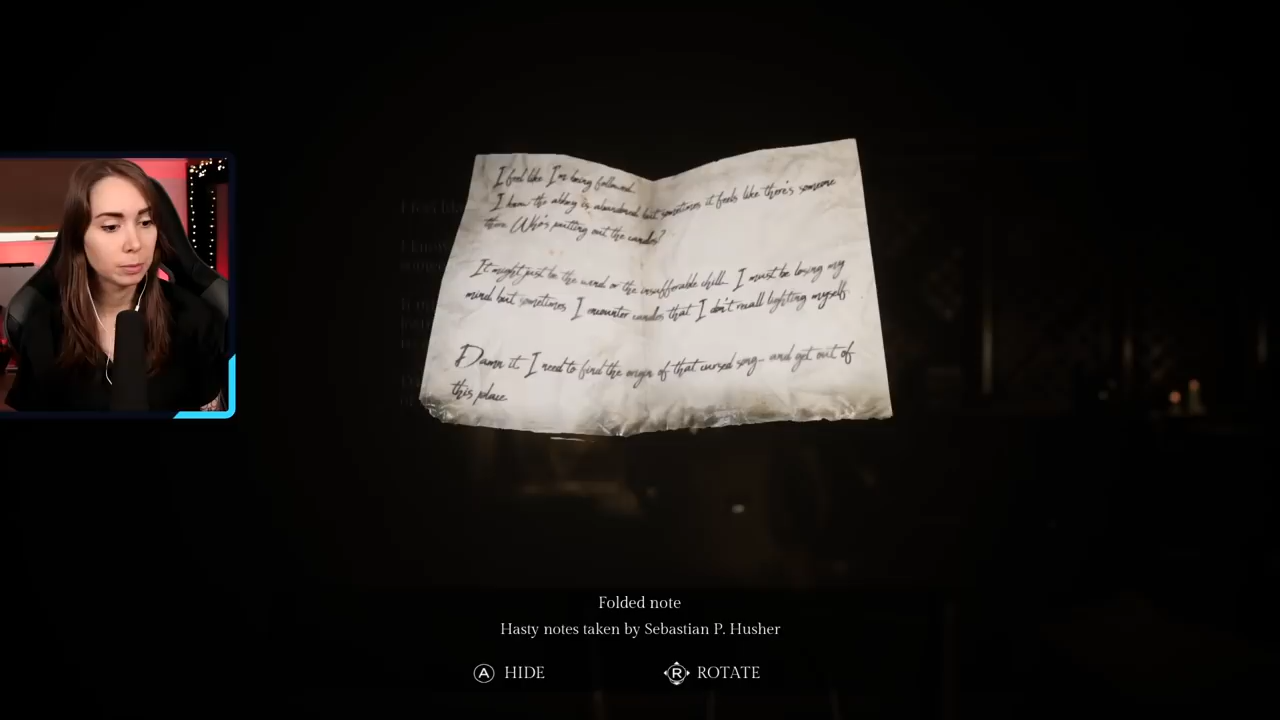 I feel like I'm being followed.
I know the abbey is abandoned, but sometimes it feels like there's someone
there. Who's putting out the candles?
It might just be the wind or the insufferable chill. I must be losing my
mind, but sometimes, I encounter candles that I don't recall lighting myself.
Damn it, I need to find the origin of that cursed song- and get out of
this place.
Folded note
Hasty notes taken by Sebastian P. Husher
A HIDE
R ROTATE